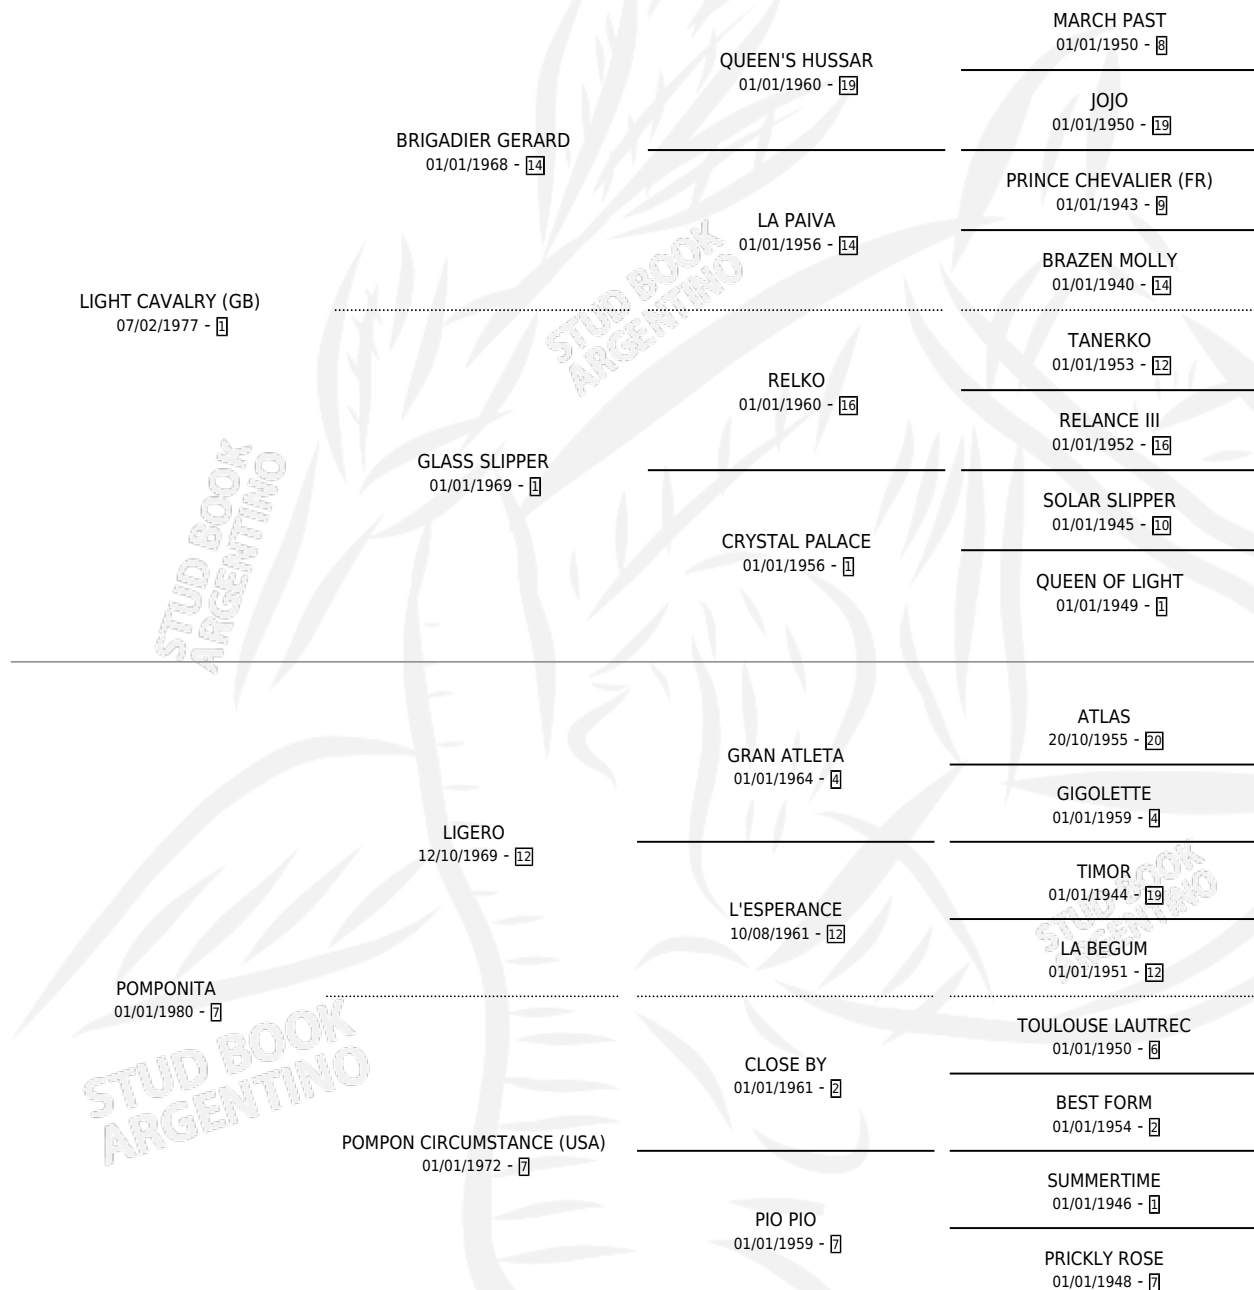 MARCH PAST
01/01/1950 - 8
QUEEN'S HUSSAR
01/01/1960 - 19
JOJO
01/01/1950 - 19
BRIGADIER GERARD
01/01/1968 - 14
PRINCE CHEVALIER (FR)
01/01/1943 - 9
LA PAIVA
01/01/1956 - 14
BRAZEN MOLLY
01/01/1940 - 14
STUD BOOK
ARGENTINO
LIGHT CAVALRY (GB)
07/02/1977 - 1
TANERKO
01/01/1953 - 12
RELKO
01/01/1960 - 16
RELANCE III
01/01/1952 - 16
GLASS SLIPPER
01/01/1969 - 1
SOLAR SLIPPER
01/01/1945 - 10
CRYSTAL PALACE
01/01/1956 - 1
QUEEN OF LIGHT
01/01/1949 - 1
STUD BOOK
ARGENTINO
ATLAS
20/10/1955 - 20
GRAN ATLETA
01/01/1964 - 4
GIGOLETTE
01/01/1959 - 4
LIGERO
12/10/1969 - 12
TIMOR
01/01/1944 - 19
L'ESPERANCE
10/08/1961 - 12
LA BEGUM
01/01/1951 - 12
STUD BOOK
ARGENTINO
POMPONITA
01/01/1980 - 7
TOULOUSE LAUTREC
01/01/1950 - 6
CLOSE BY
01/01/1961 - 2
BEST FORM
01/01/1954 - 2
STUD BOOK
ARGENTINO
POMPON CIRCUMSTANCE (USA)
01/01/1972 - 7
SUMMERTIME
01/01/1946 - 1
PIO PIO
01/01/1959 - 7
PRICKLY ROSE
01/01/1948 - 7